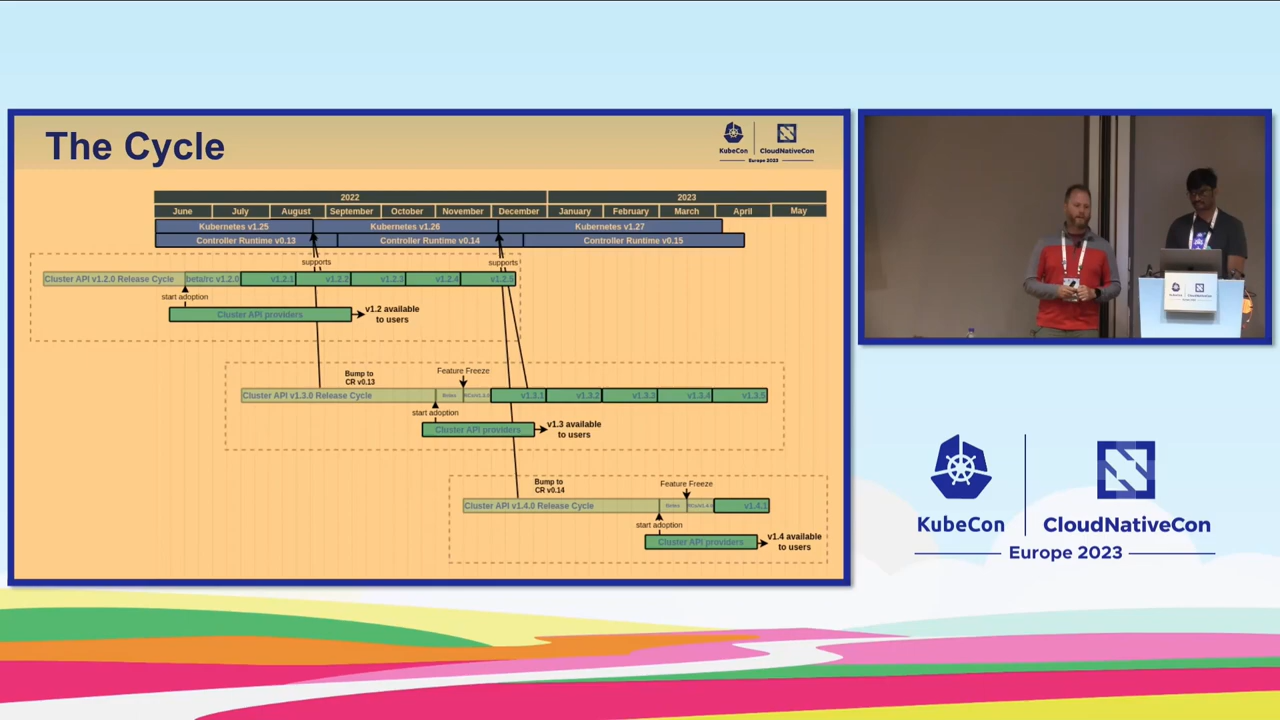 The Cycle
KubeCon
CloudNativeCon
Europe 2023
2022
2023
June
July
August
September
October
November
December
January
February
March
April
May
Kubernetes v1.25
Kubernetes v1.26
Kubernetes v1.27
Controller Runtime v0.13
Controller Runtime v0.14
Controller Runtime v0.15
supports
supports
Cluster API v1.2.0 Release Cycle
beta/rc v1.2.0
v1.2.1
v1.2.2
v1.2.3
v1.2.4
v1.2.5
start adoption
Cluster API providers
v1.2 available
to users
Bump to
CR v0.13
Feature Freeze
Cluster API v1.3.0 Release Cycle
v1.3.1
v1.3.2
v1.3.3
v1.3.4
v1.3.5
start adoption
Cluster API providers
v1.3 available
to users
Bump to
CR v0.14
Feature Freeze
Cluster API v1.4.0 Release Cycle
v1.4.1
start adoption
Cluster API providers
v1.4 available
to users
KubeCon
CloudNativeCon
Europe 2023